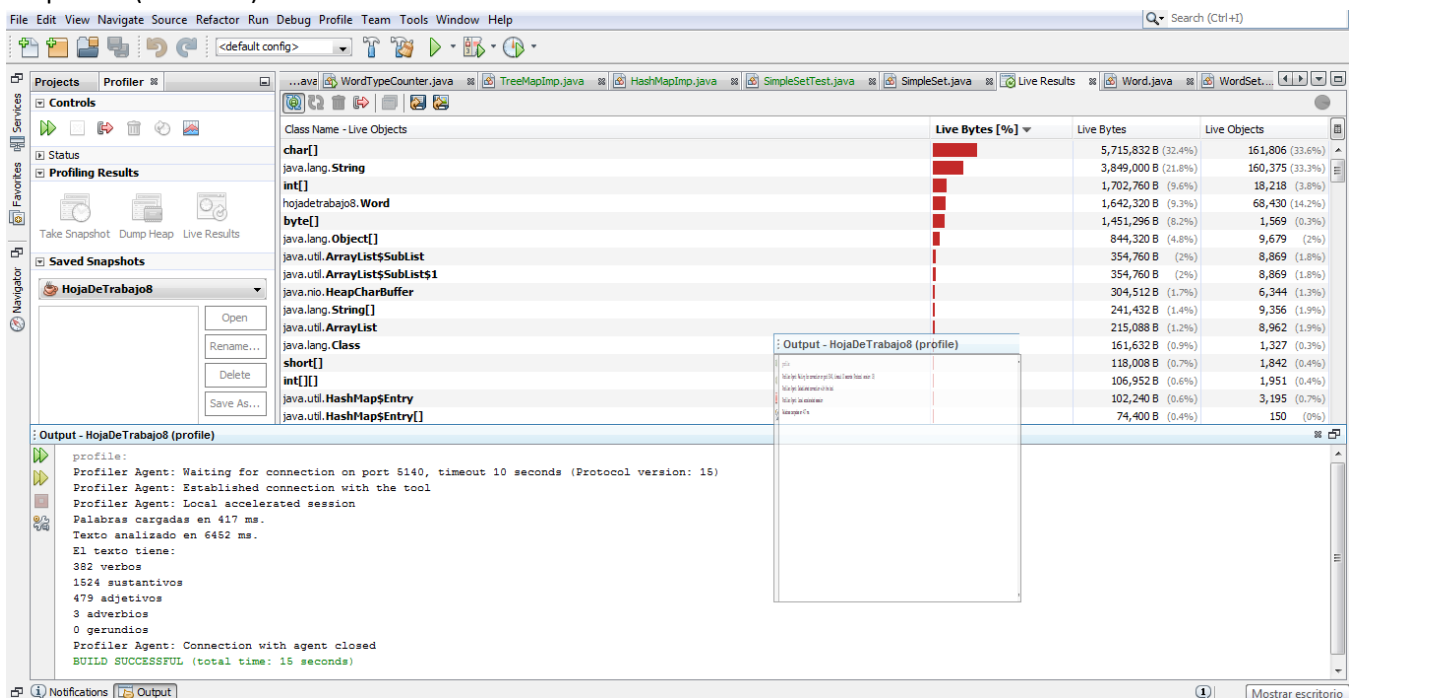 File Edit View Navigate Source Refactor Run Debug Profile Team Tools Window Help
Search (Ctrl+I)
<default config>
Projects Profiler
...ava WordTypeCounter.java TreeMapImp.java HashMapImp.java SimpleSetTest.java SimpleSet.java Live Results Word.java WordSet....
Services
Favorites
Navigator
Controls
Status
Profiling Results
Take Snapshot Dump Heap Live Results
Saved Snapshots
HojaDeTrabajo8
Open
Rename...
Delete
Save As...
Class Name - Live Objects Live Bytes [%] Live Bytes Live Objects
char[] 5,715,832 B (32.4%) 161,806 (33.6%)
java.lang.String 3,849,000 B (21.8%) 160,375 (33.3%)
int[] 1,702,760 B (9.6%) 18,218 (3.8%)
hojadetrabajo8.Word 1,642,320 B (9.3%) 68,430 (14.2%)
byte[] 1,451,296 B (8.2%) 1,569 (0.3%)
java.lang.Object[] 844,320 B (4.8%) 9,679 (2%)
java.util.ArrayList$SubList 354,760 B (2%) 8,869 (1.8%)
java.util.ArrayList$SubList$1 354,760 B (2%) 8,869 (1.8%)
java.nio.HeapCharBuffer 304,512 B (1.7%) 6,344 (1.3%)
java.lang.String[] 241,432 B (1.4%) 9,356 (1.9%)
java.util.ArrayList 215,088 B (1.2%) 8,962 (1.9%)
java.lang.Class 161,632 B (0.9%) 1,327 (0.3%)
short[] 118,008 B (0.7%) 1,842 (0.4%)
int[][] 106,952 B (0.6%) 1,951 (0.4%)
java.util.HashMap$Entry 102,240 B (0.6%) 3,195 (0.7%)
java.util.HashMap$Entry[] 74,400 B (0.4%) 150 (0%)
Output - HojaDeTrabajo8 (profile)
Output - HojaDeTrabajo8 (profile)
profile:
Profiler Agent: Waiting for connection on port 5140, timeout 10 seconds (Protocol version: 15)
Profiler Agent: Established connection with the tool
Profiler Agent: Local accelerated session
Palabras cargadas en 417 ms.
Texto analizado en 6452 ms.
El texto tiene:
382 verbos
1524 sustantivos
479 adjetivos
3 adverbios
0 gerundios
Profiler Agent: Connection with agent closed
BUILD SUCCESSFUL (total time: 15 seconds)
Notifications Output
1
Mostrar escritorio